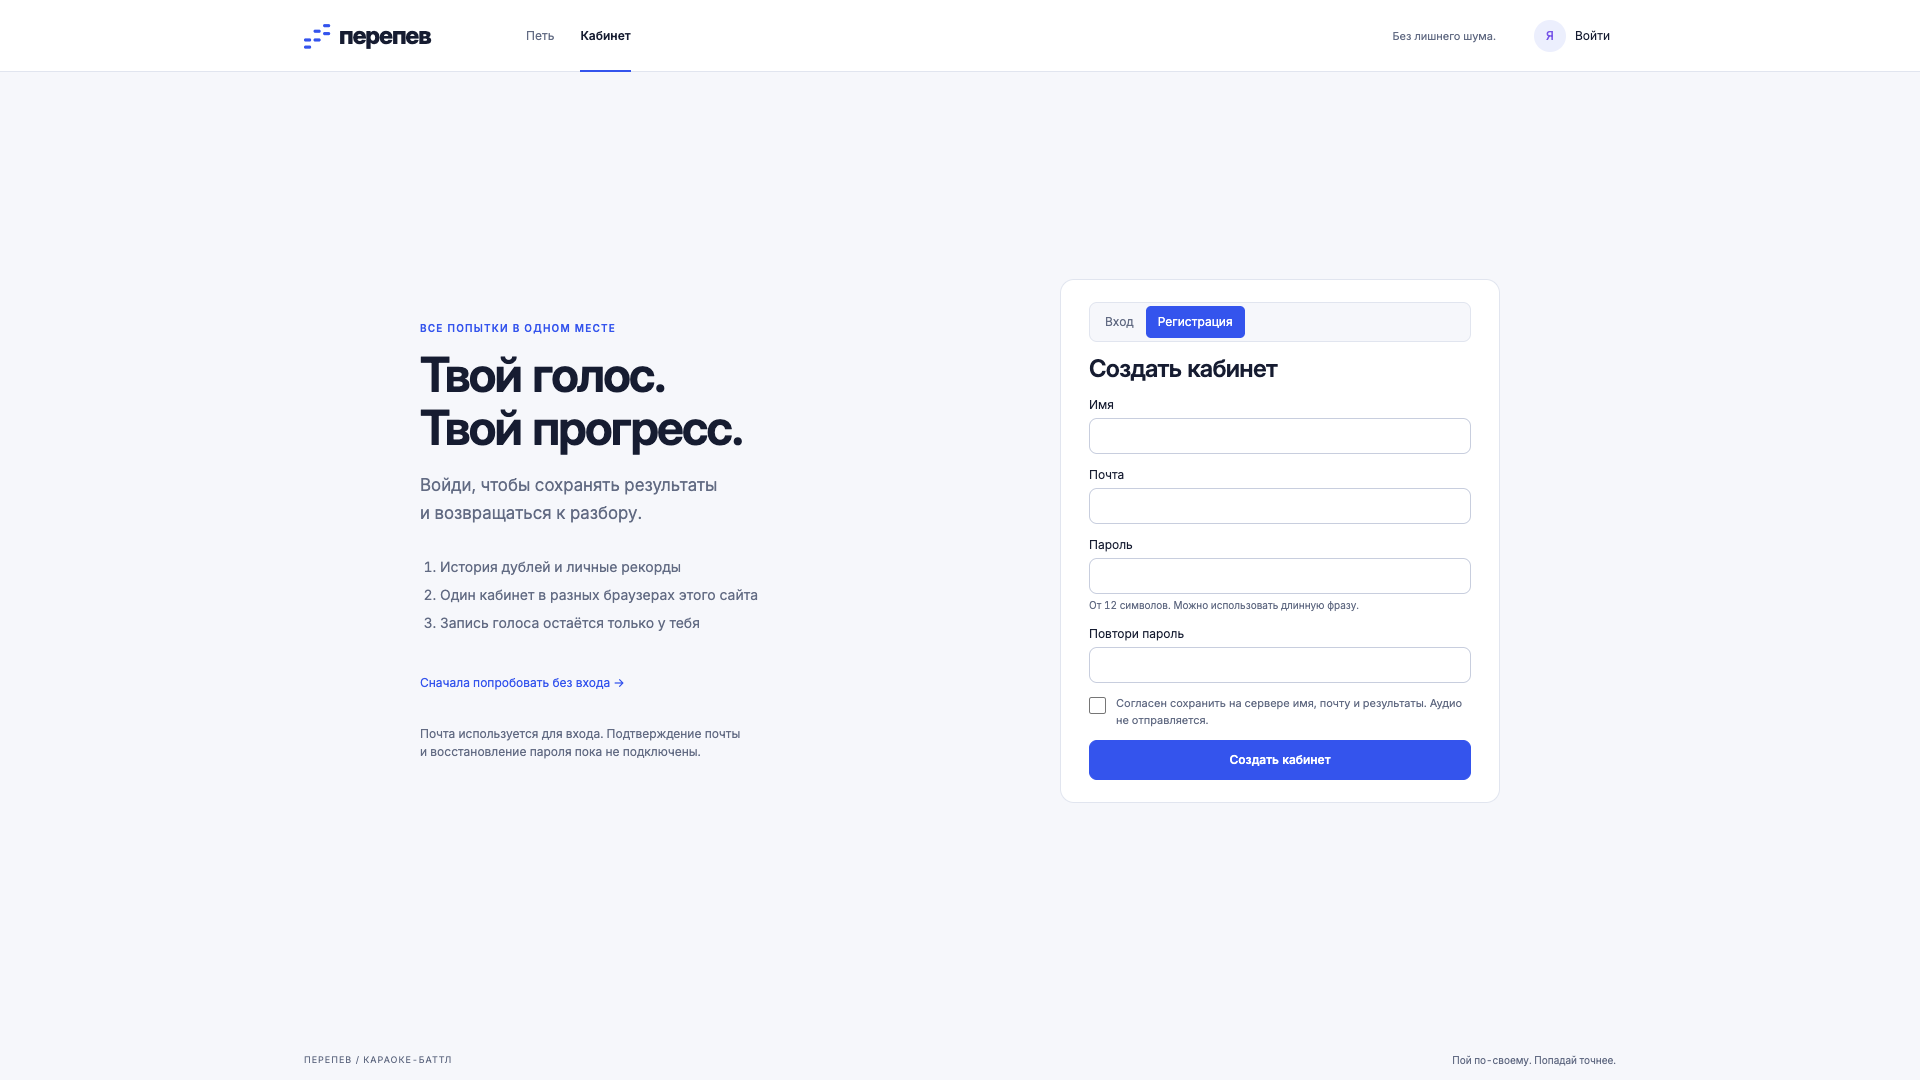 перепев
Петь
Кабинет
Без лишнего шума.
Я
Войти
ВСЕ ПОПЫТКИ В ОДНОМ МЕСТЕ
Твой голос.
Твой прогресс.
Войди, чтобы сохранять результаты
и возвращаться к разбору.
1. История дублей и личные рекорды
2. Один кабинет в разных браузерах этого сайта
3. Запись голоса остаётся только у тебя
Сначала попробовать без входа →
Почта используется для входа. Подтверждение почты
и восстановление пароля пока не подключены.
Вход
Регистрация
Создать кабинет
Имя
Почта
Пароль
От 12 символов. Можно использовать длинную фразу.
Повтори пароль
Согласен сохранить на сервере имя, почту и результаты. Аудио
не отправляется.
Создать кабинет
ПЕРЕПЕВ / КАРАОКЕ-БАТТЛ
Пой по-своему. Попадай точнее.